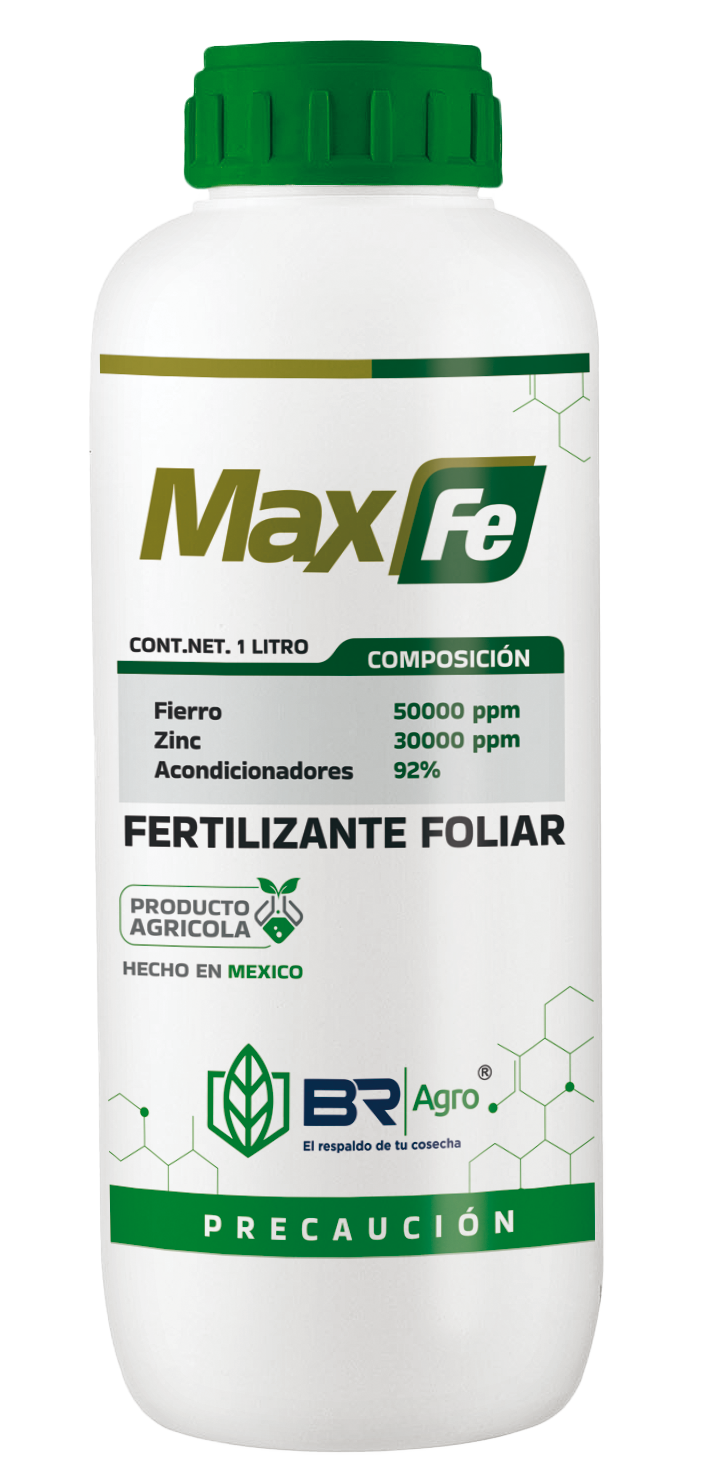 Max Fe
CONT.NET. 1 LITRO
COMPOSICIÓN
Fierro 50000 ppm
Zinc 30000 ppm
Acondicionadores 92%
FERTILIZANTE FOLIAR
PRODUCTO
AGRICOLA
HECHO EN MEXICO
BR Agro ®
El respaldo de tu cosecha
PRECAUCIÓN